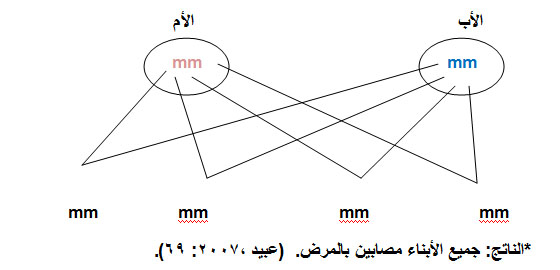 الأب الأم
mm mm
mm mm mm mm
*الناتج: جميع الأبناء مصابين بالمرض. (عبيد ،٢٠٠٧: ٦٩).